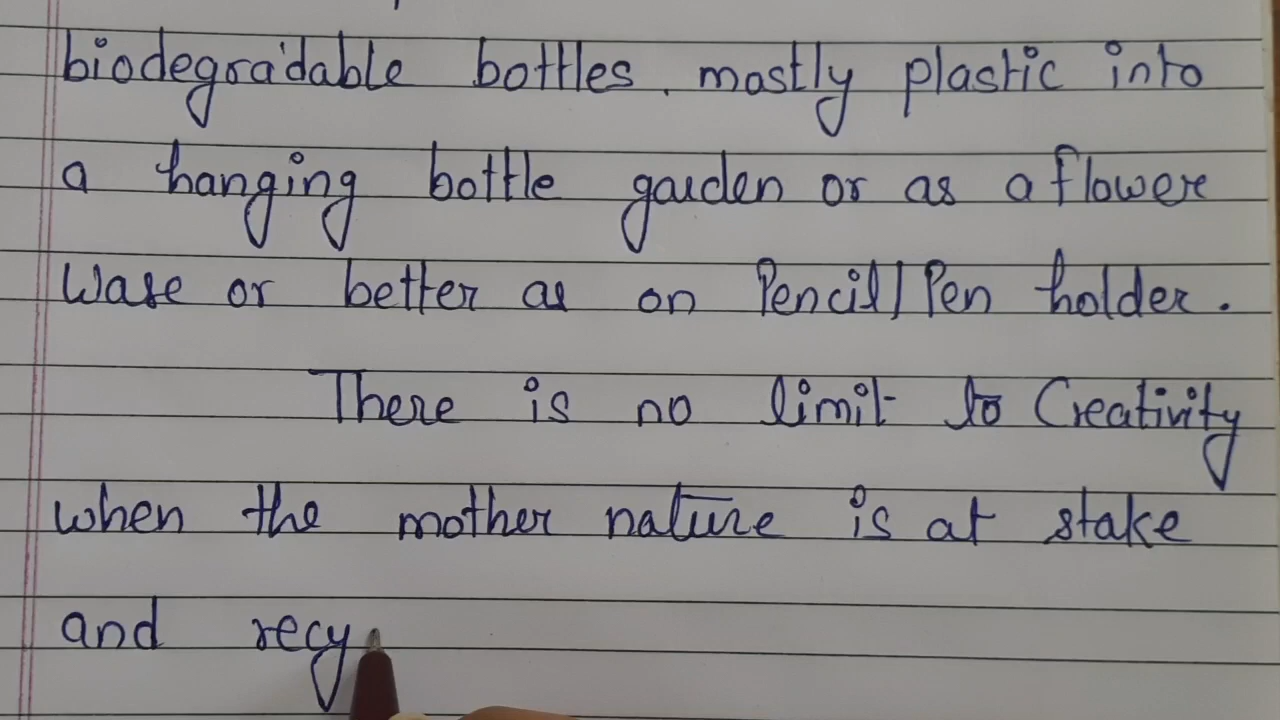 biodegradable bottles. mostly plastic into
a hanging bottle garden or as a flower
Wase or better as on Pencil/Pen holder.
There is no limit to Creativity
when the mother nature is at stake
and recy